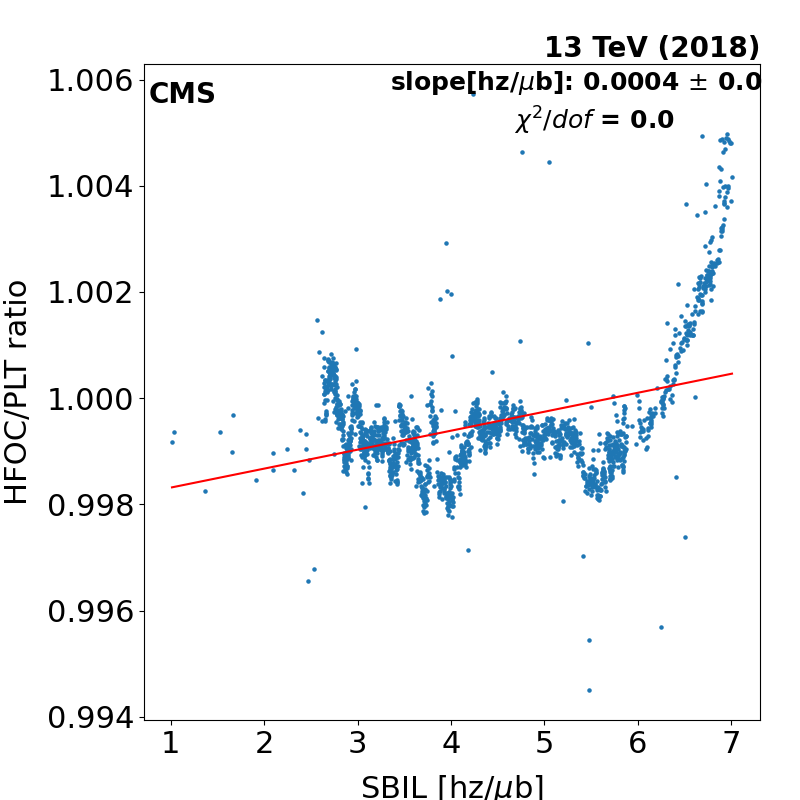 13 TeV (2018)
CMS
slope[hz/μb]: 0.0004 ± 0.0
χ²/dof = 0.0
HFOC/PLT ratio
1.006
1.004
1.002
1.000
0.998
0.996
0.994
1 2 3 4 5 6 7
SBIL [hz/μb]